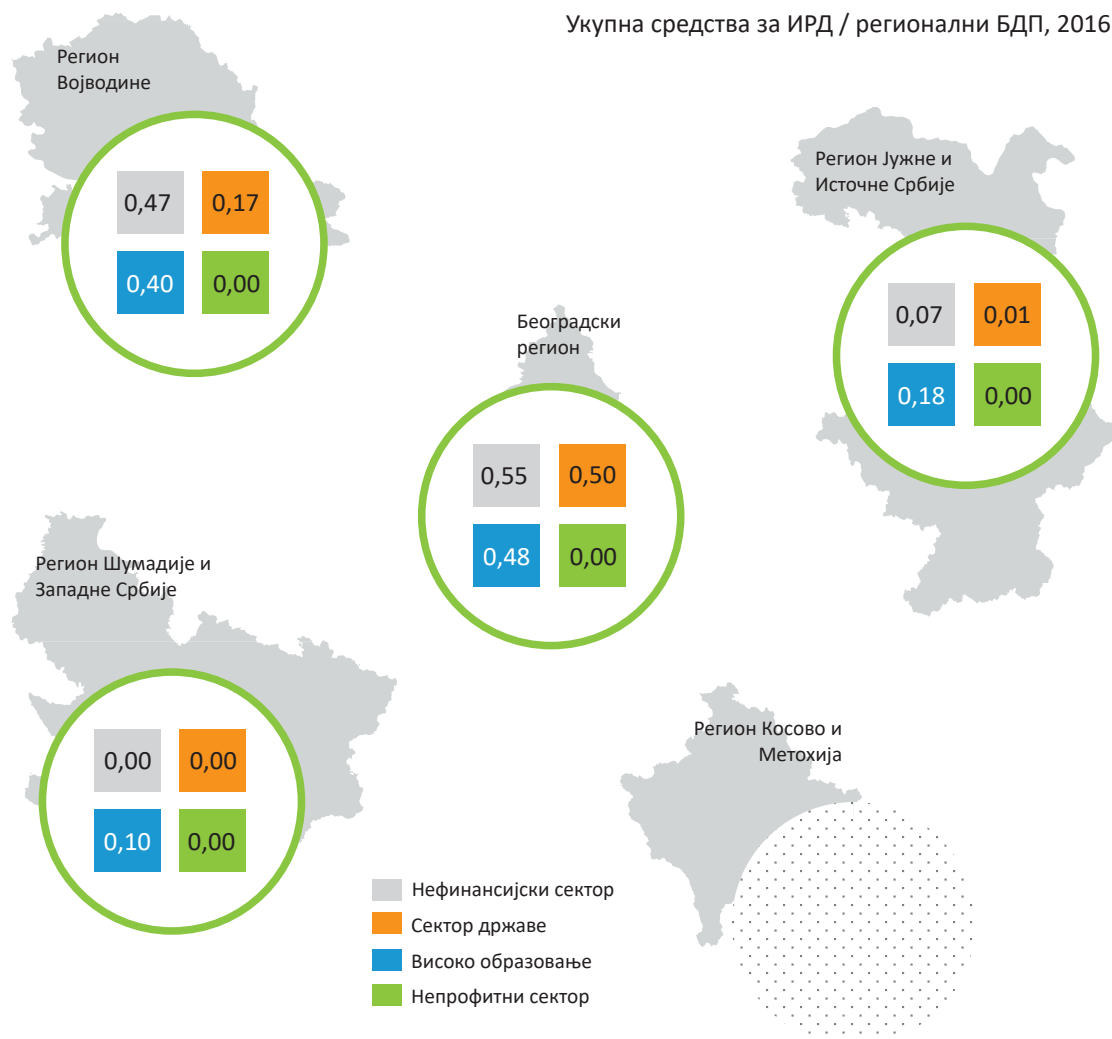 Укупна средства за ИРД / регионални БДП, 2016
Регион
Војводине
0,47 0,17
0,40 0,00
Регион Јужне и
Источне Србије
0,07 0,01
0,18 0,00
Београдски
регион
0,55 0,50
0,48 0,00
Регион Шумадије и
Западне Србије
0,00 0,00
0,10 0,00
Регион Косово и
Метохија
Нефинансијски сектор
Сектор државе
Високо образовање
Непрофитни сектор